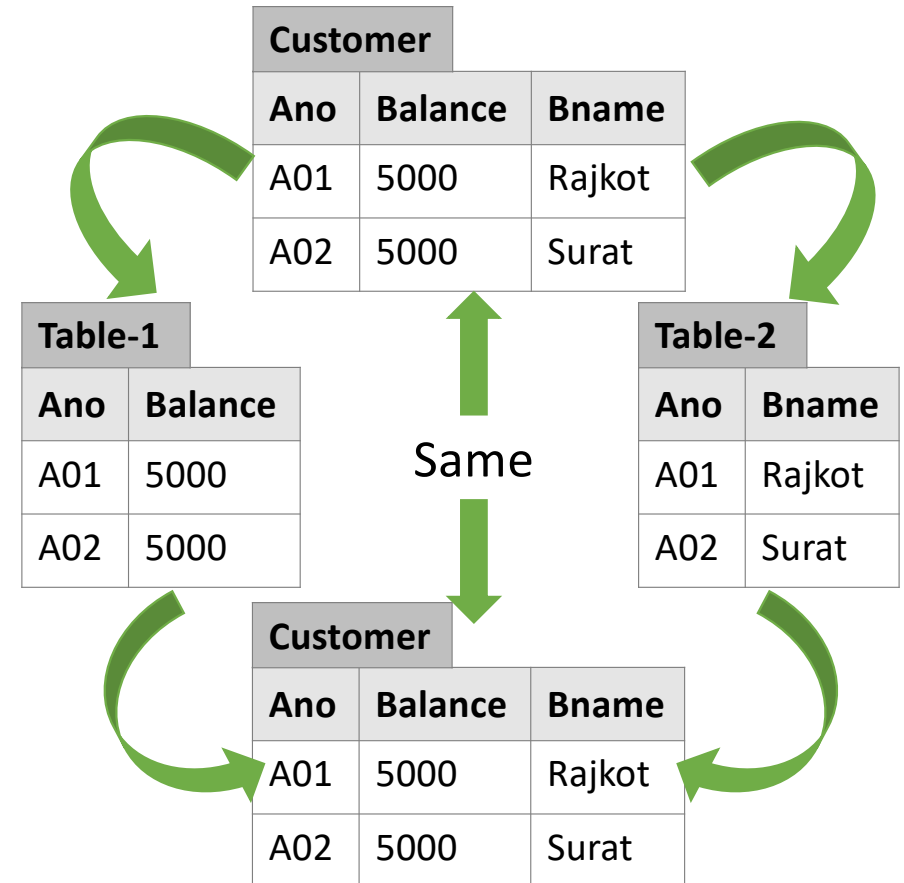 Customer
Ano Balance Bname
A01 5000 Rajkot
A02 5000 Surat
Table-1
Ano Balance
A01 5000
A02 5000
Same
Table-2
Ano Bname
A01 Rajkot
A02 Surat
Customer
Ano Balance Bname
A01 5000 Rajkot
A02 5000 Surat